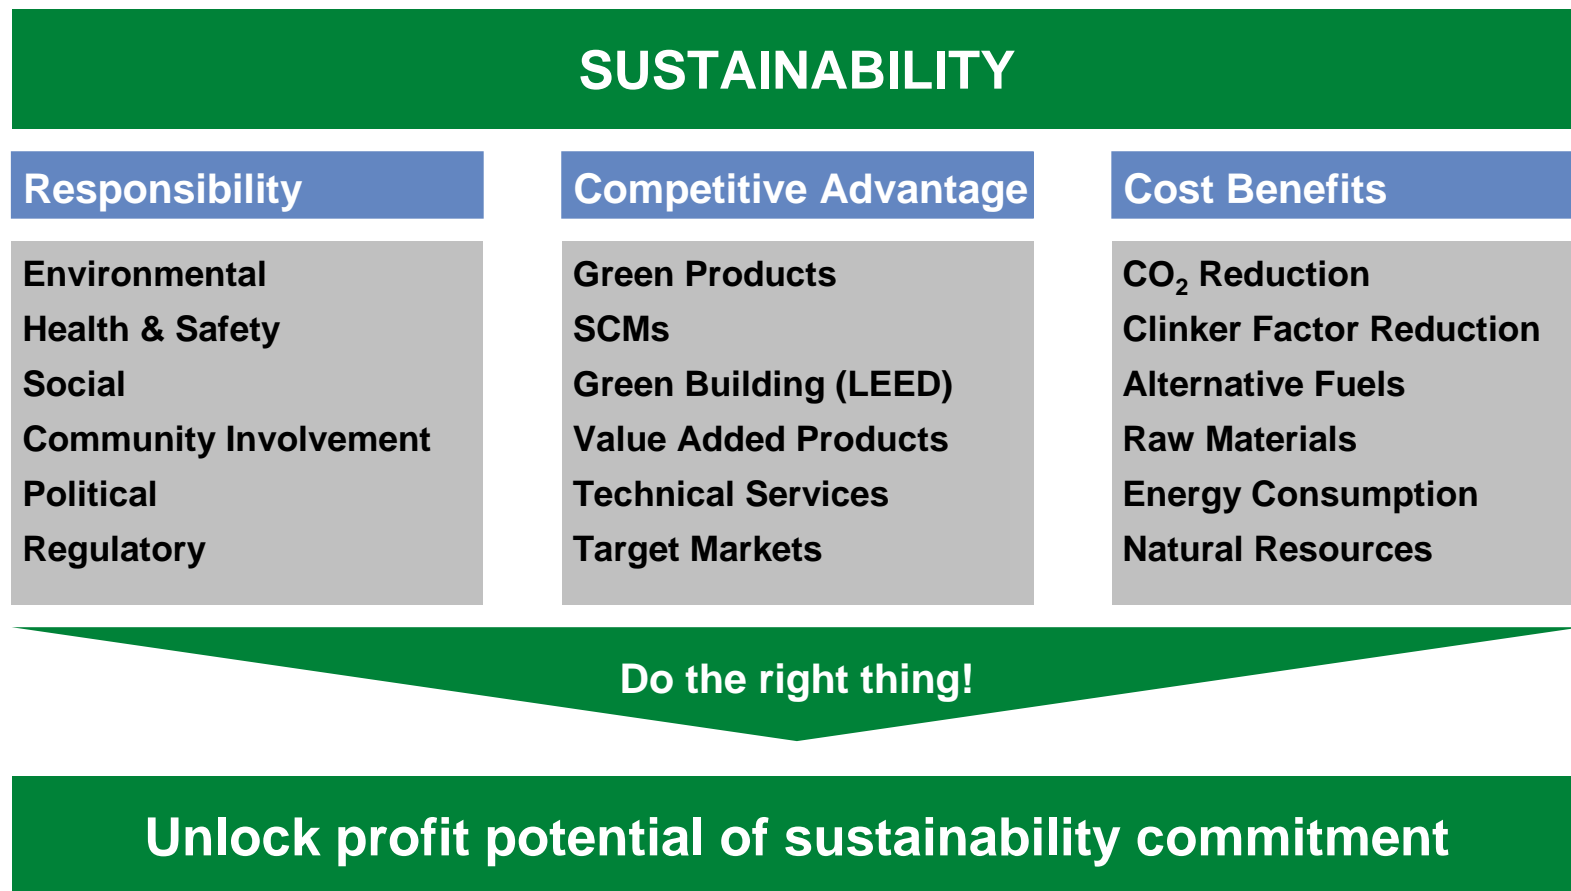 SUSTAINABILITY
Responsibility
Environmental
Health & Safety
Social
Community Involvement
Political
Regulatory
Competitive Advantage
Green Products
SCMs
Green Building (LEED)
Value Added Products
Technical Services
Target Markets
Cost Benefits
CO₂ Reduction
Clinker Factor Reduction
Alternative Fuels
Raw Materials
Energy Consumption
Natural Resources
Do the right thing!
Unlock profit potential of sustainability commitment